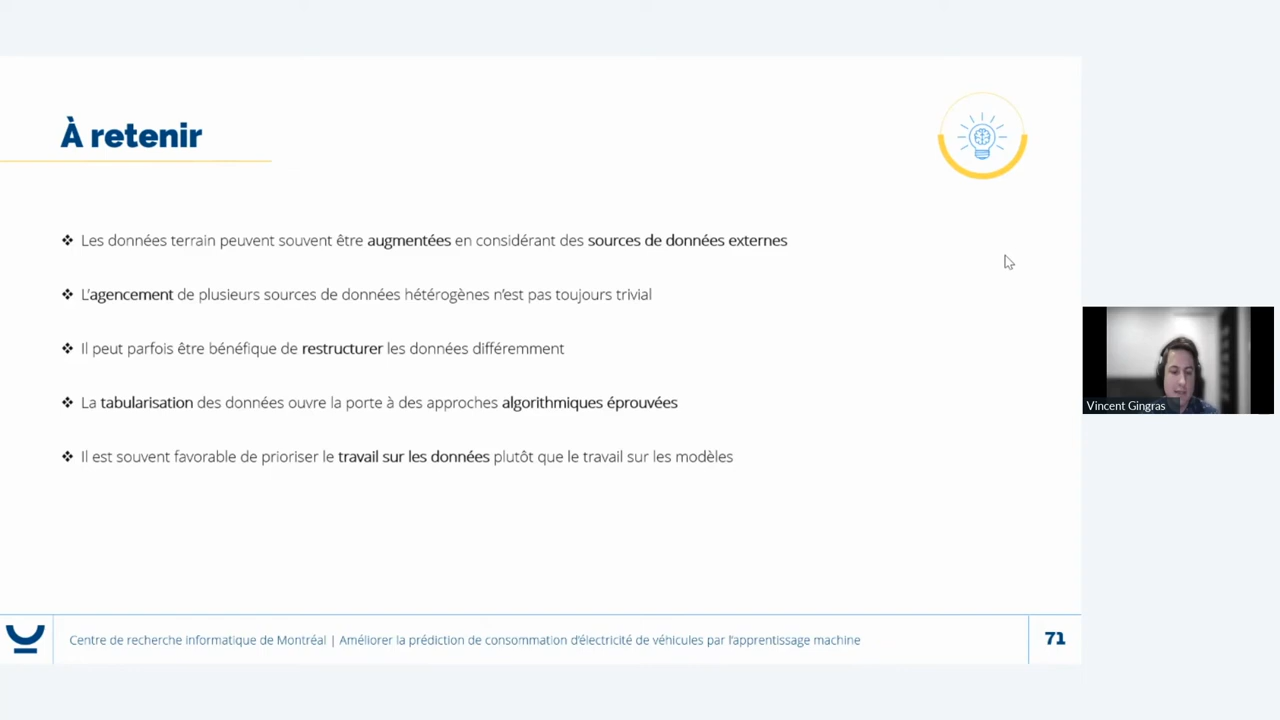 À retenir
Les données terrain peuvent souvent être augmentées en considérant des sources de données externes
L'agencement de plusieurs sources de données hétérogènes n'est pas toujours trivial
Il peut parfois être bénéfique de restructurer les données différemment
La tabularisation des données ouvre la porte à des approches algorithmiques éprouvées
Il est souvent favorable de prioriser le travail sur les données plutôt que le travail sur les modèles
Vincent Gingras
Centre de recherche informatique de Montréal | Améliorer la prédiction de consommation d'électricité de véhicules par l'apprentissage machine
71